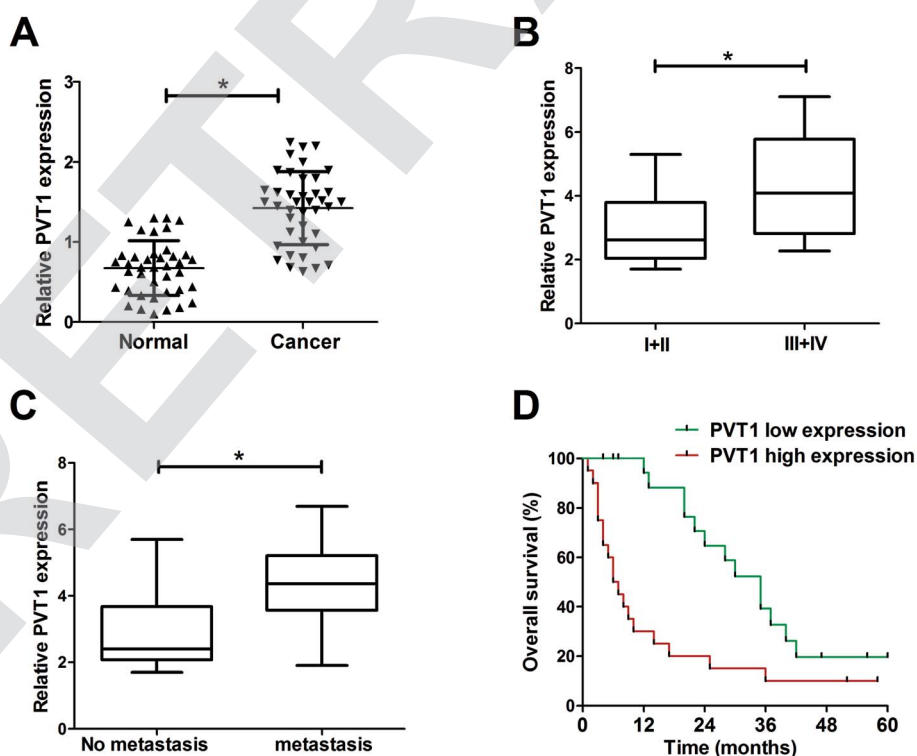 A
Relative PVT1 expression
3
2
1
0
*
Normal Cancer
B
Relative PVT1 expression
8
6
4
2
0
*
I+II III+IV
C
Relative PVT1 expression
8
6
4
2
0
*
No metastasis metastasis
D
PVT1 low expression
PVT1 high expression
Overall survival (%)
100
80
60
40
20
0
0 12 24 36 48 60
Time (months)
RETRA